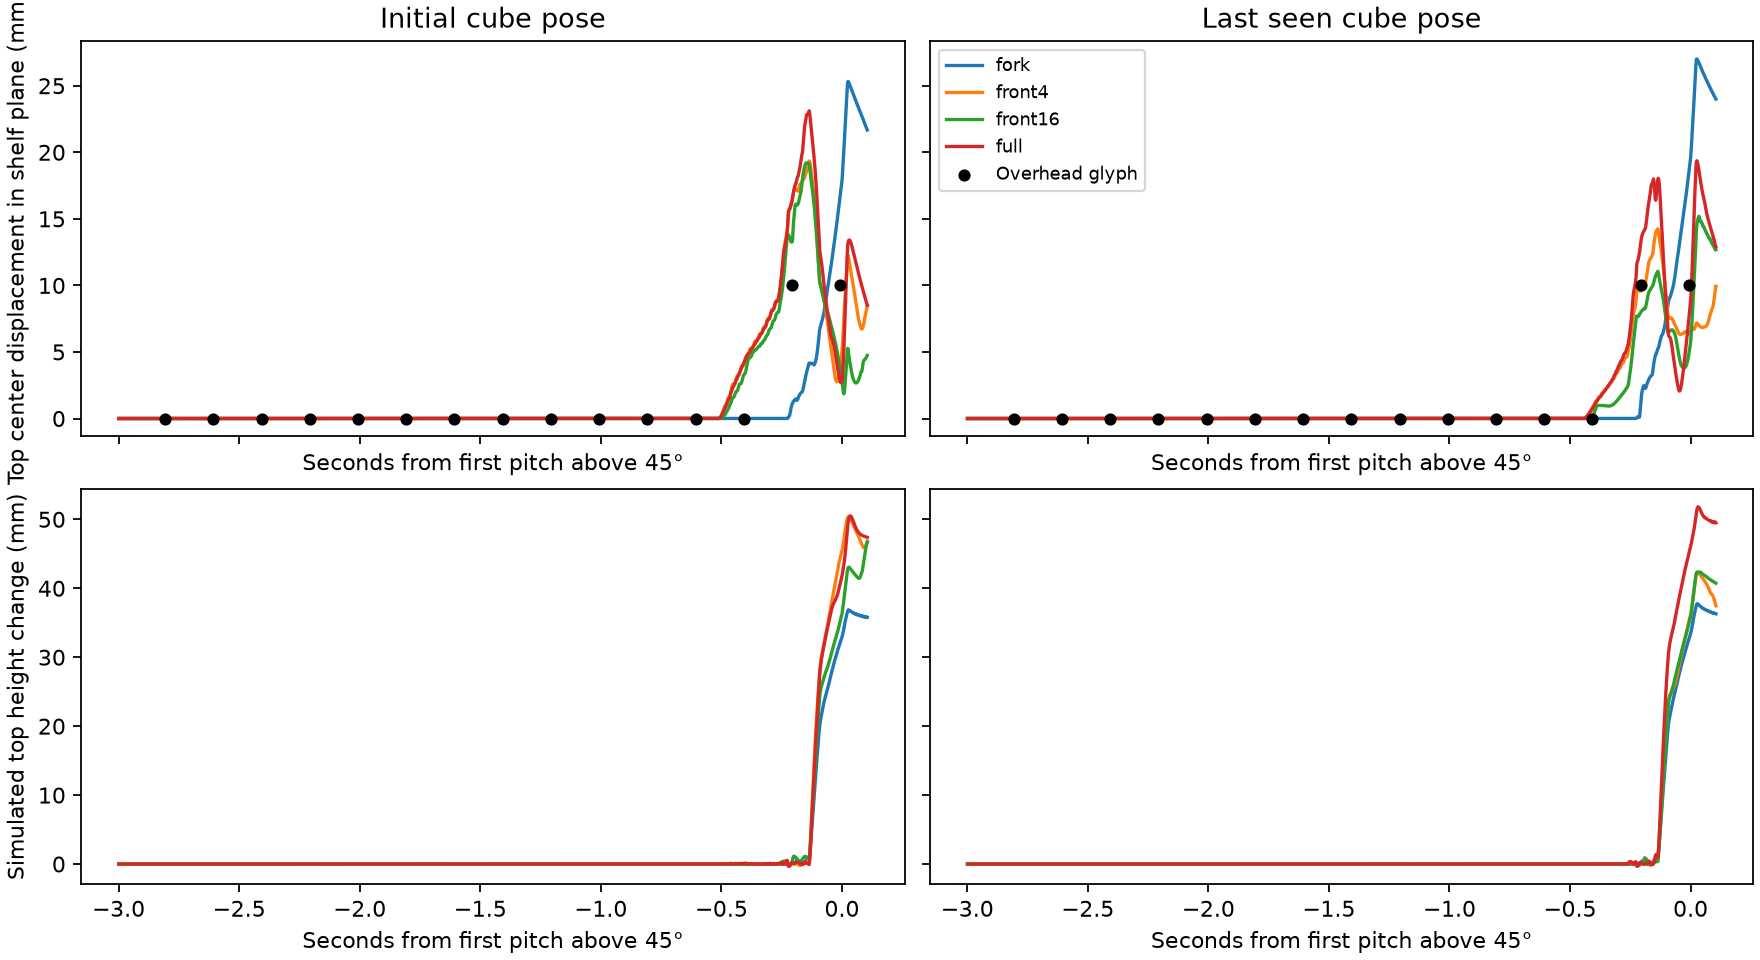 Initial cube pose
Last seen cube pose
Top center displacement in shelf plane (mm
25
20
15
10
5
0
fork
front4
front16
full
Overhead glyph
Seconds from first pitch above 45°
Seconds from first pitch above 45°
Simulated top height change (mm)
50
40
30
20
10
0
−3.0 −2.5 −2.0 −1.5 −1.0 −0.5 0.0
−3.0 −2.5 −2.0 −1.5 −1.0 −0.5 0.0
Seconds from first pitch above 45°
Seconds from first pitch above 45°